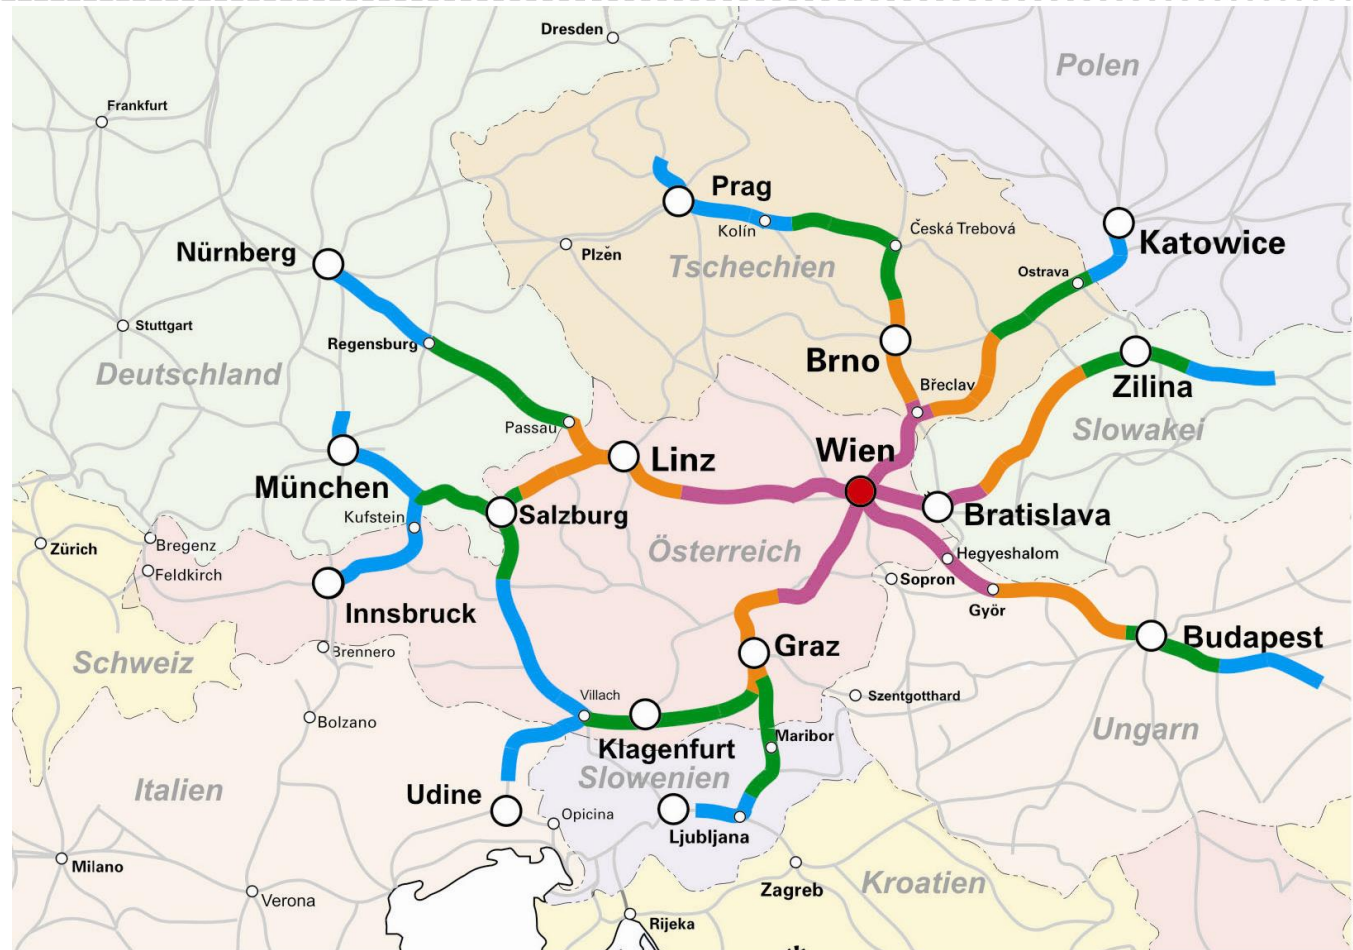 Dresden
Polen
Frankfurt
Prag
Kolín
Česká Trebová
Katowice
Nürnberg
Plzěn
Tschechien
Ostrava
Stuttgart
Regensburg
Deutschland
Brno
Břeclav
Zilina
Passau
Slowakei
Wien
Linz
München
Salzburg
Bratislava
Kufstein
Zürich
Bregenz
Österreich
Hegyeshalom
Feldkirch
Sopron
Györ
Innsbruck
Graz
Budapest
Brennero
Schweiz
Villach
Szentgotthard
Bolzano
Ungarn
Maribor
Klagenfurt
Slowenien
Italien
Udine
Opicina
Ljubljana
Milano
Zagreb
Kroatien
Verona
Rijeka